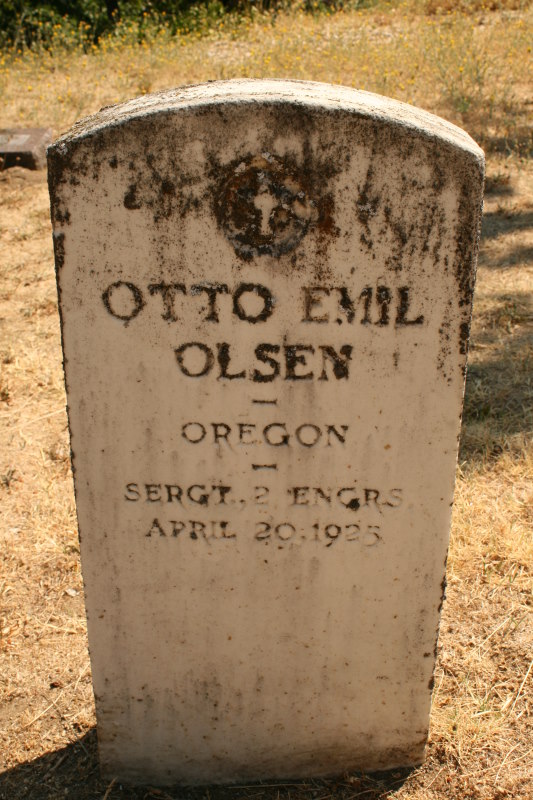 OTTO EMIL
OLSEN
OREGON
SERGT., 2 ENGRS.
APRIL 20, 1925